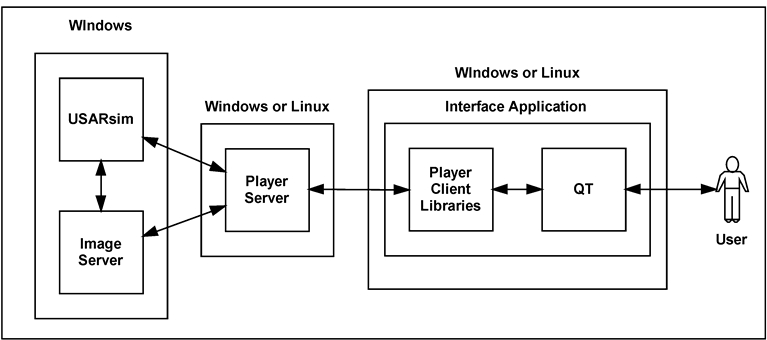 WIndows
USARsim
Image
Server
Windows or Linux
Player
Server
WIndows or Linux
Interface Application
Player
Client
Libraries
QT
User